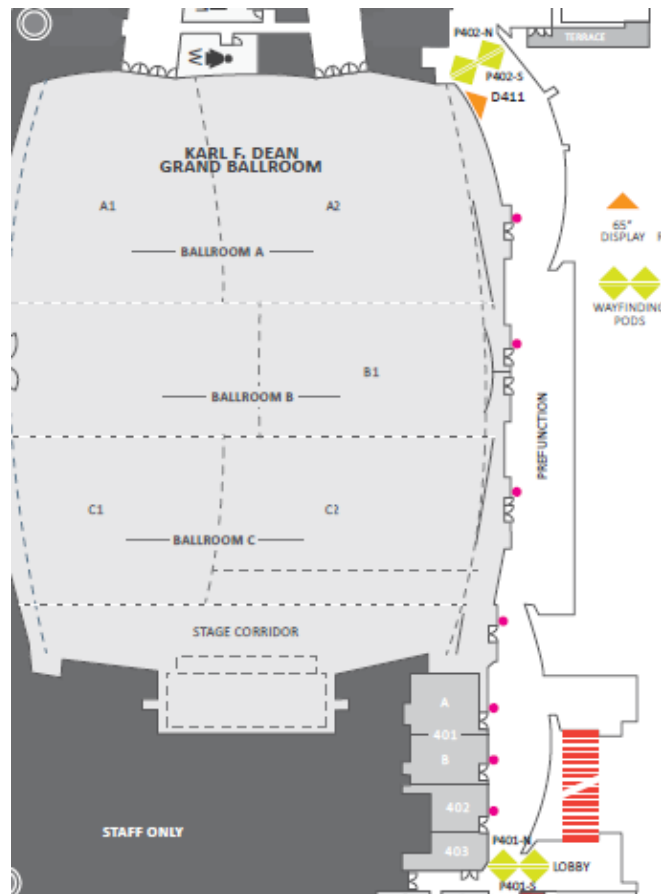 P402-N
TERRACE
W
P402-S
D411
KARL F. DEAN
GRAND BALLROOM
A1
A2
BALLROOM A
65"
DISPLAY
WAYFINDING
PODS
B1
BALLROOM B
PREFUNCTION
C1
C2
BALLROOM C
STAGE CORRIDOR
A
401
B
402
STAFF ONLY
P401-N
403
LOBBY
P401-S